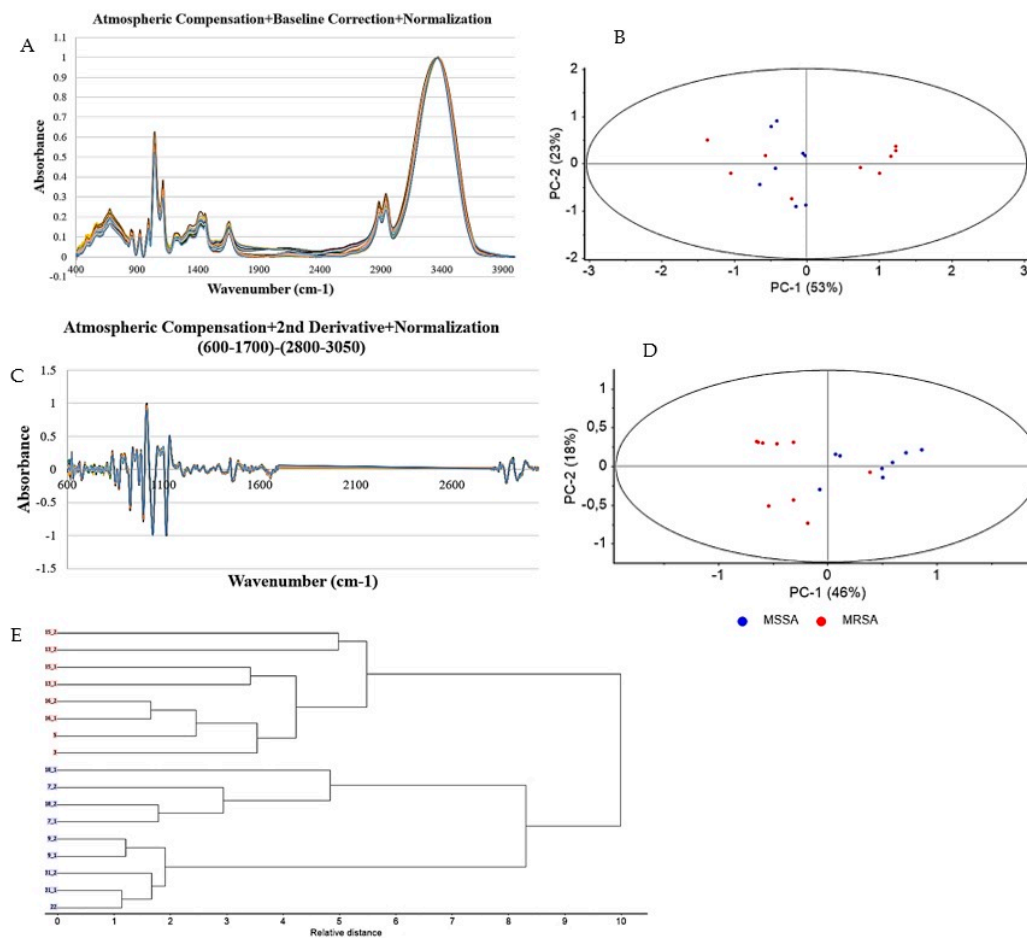 Atmospheric Compensation+Baseline Correction+Normalization
A
1.1
1
0.9
0.8
0.7
0.6
0.5
0.4
0.3
0.2
0.1
0
-0.1
Absorbance
400 900 1400 1900 2400 2900 3400 3900
Wavenumber (cm-1)
B
2
1
0
-1
-2
PC-2 (23%)
-3 -2 -1 0 1 2 3
PC-1 (53%)
Atmospheric Compensation+2nd Derivative+Normalization
(600-1700)-(2800-3050)
C
1.5
1
0.5
0
-0.5
-1
-1.5
Absorbance
600 1100 1600 2100 2600
Wavenumber (cm-1)
D
1
0,5
0
-0,5
-1
PC-2 (18%)
-1 0 1
PC-1 (46%)
MSSA MRSA
E
0 1 2 3 4 5 6 7 8 9 10
Relative distance